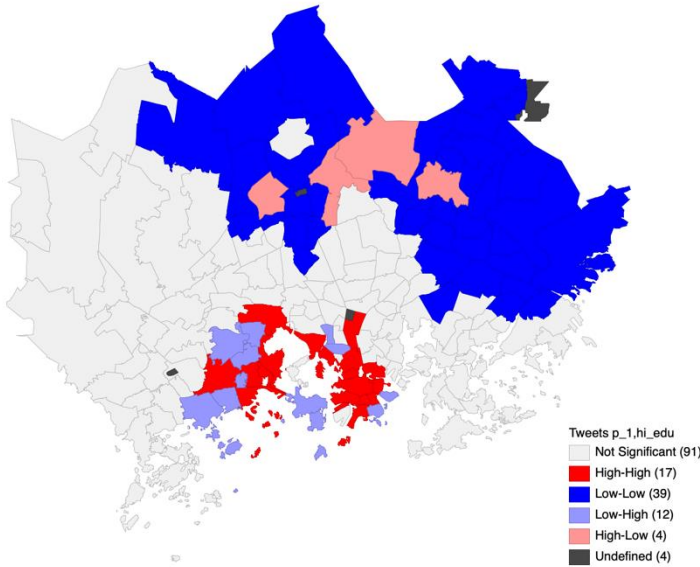 Tweets p_1,hi_edu
Not Significant (91)
High-High (17)
Low-Low (39)
Low-High (12)
High-Low (4)
Undefined (4)